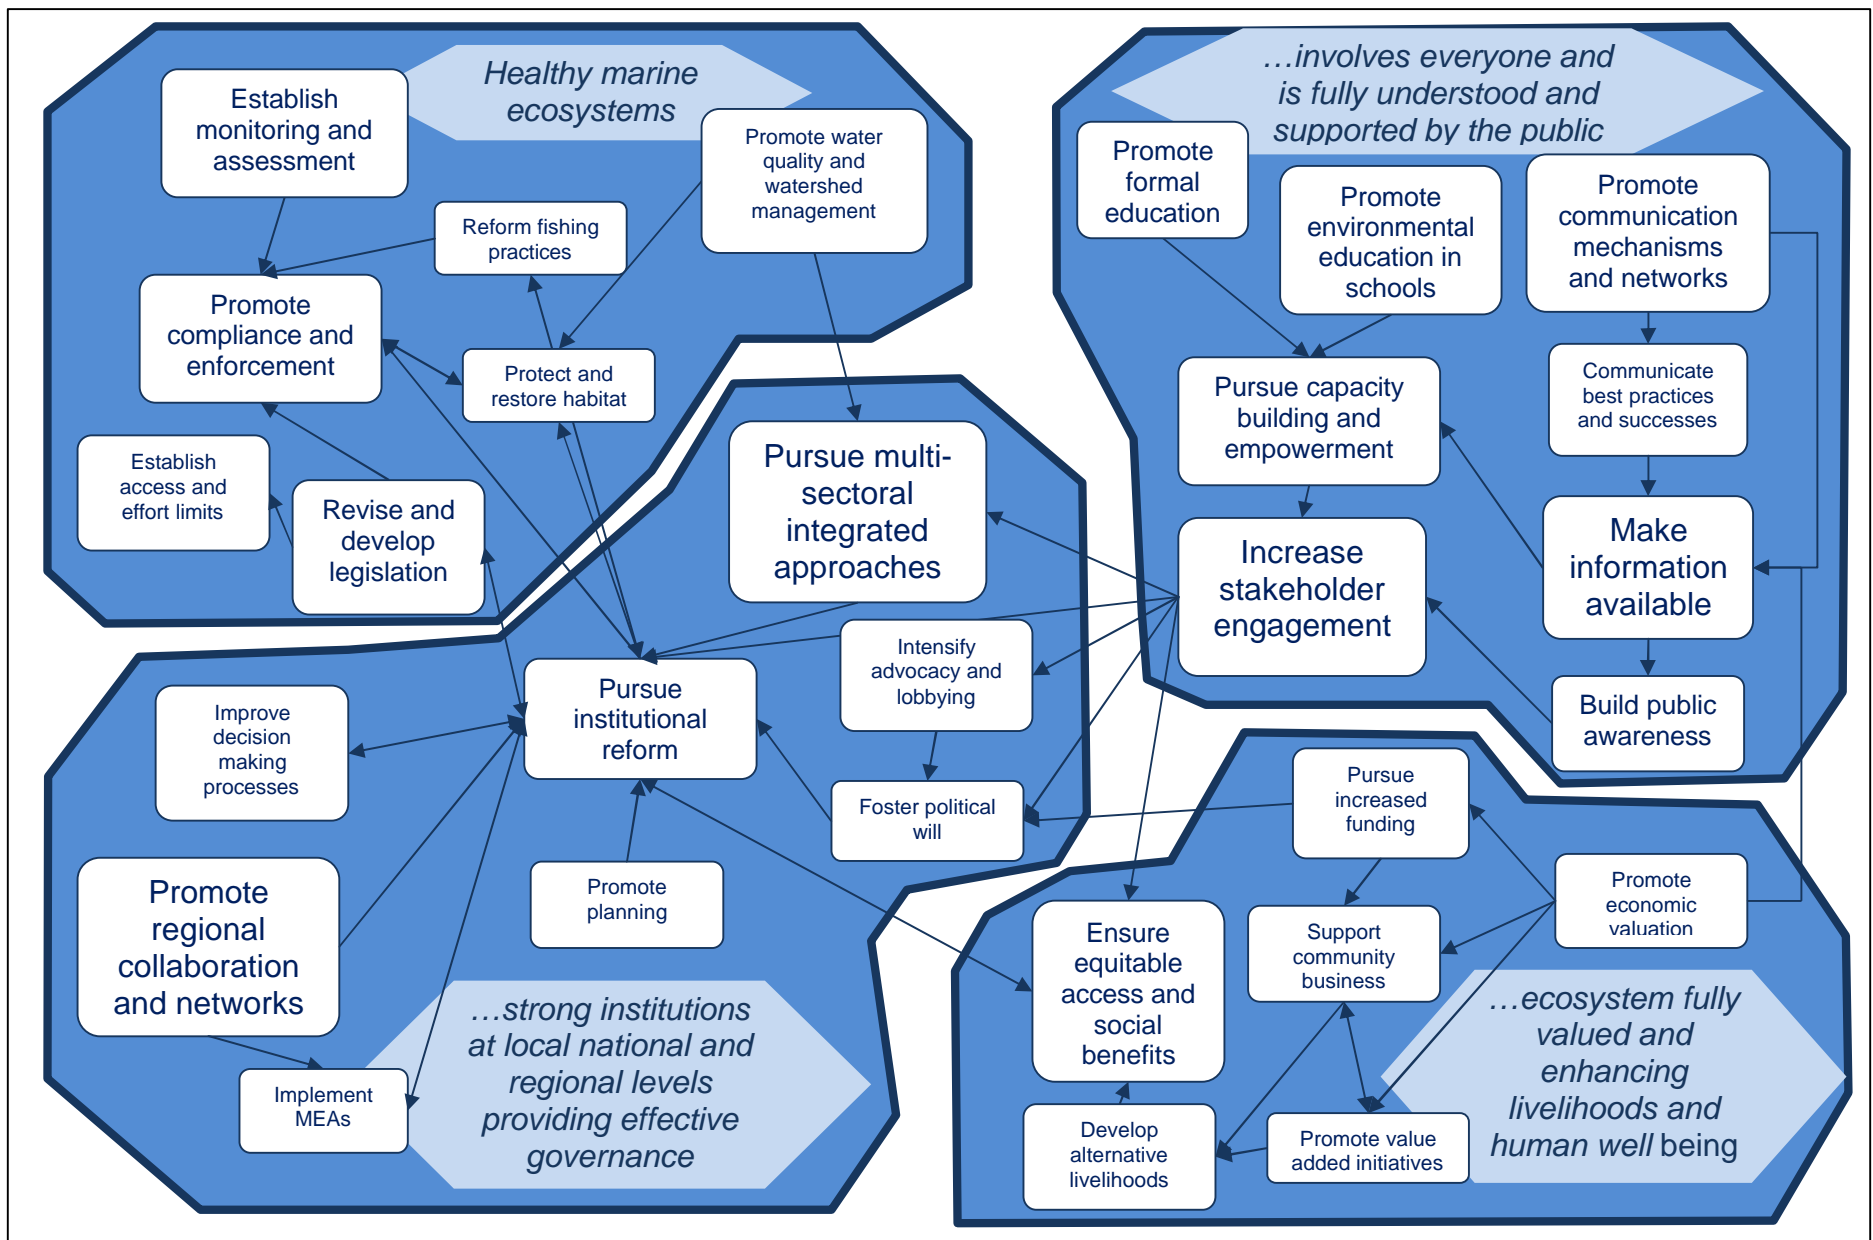 Healthy marine
ecosystems
Establish
monitoring and
assessment
Promote water
quality and
watershed
management
Reform fishing
practices
Promote
compliance and
enforcement
Protect and
restore habitat
Establish
access and
effort limits
Revise and
develop
legislation
…involves everyone and
is fully understood and
supported by the public
Promote
formal
education
Promote
environmental
education in
schools
Promote
communication
mechanisms
and networks
Pursue capacity
building and
empowerment
Communicate
best practices
and successes
Increase
stakeholder
engagement
Make
information
available
Build public
awareness
Pursue multi-
sectoral
integrated
approaches
Intensify
advocacy and
lobbying
Pursue
institutional
reform
Improve
decision
making
processes
Foster political
will
Promote
planning
Promote
regional
collaboration
and networks
Implement
MEAs
…strong institutions
at local national and
regional levels
providing effective
governance
Pursue
increased
funding
Promote
economic
valuation
Support
community
business
Ensure
equitable
access and
social
benefits
Develop
alternative
livelihoods
Promote value
added initiatives
…ecosystem fully
valued and
enhancing
livelihoods and
human well being